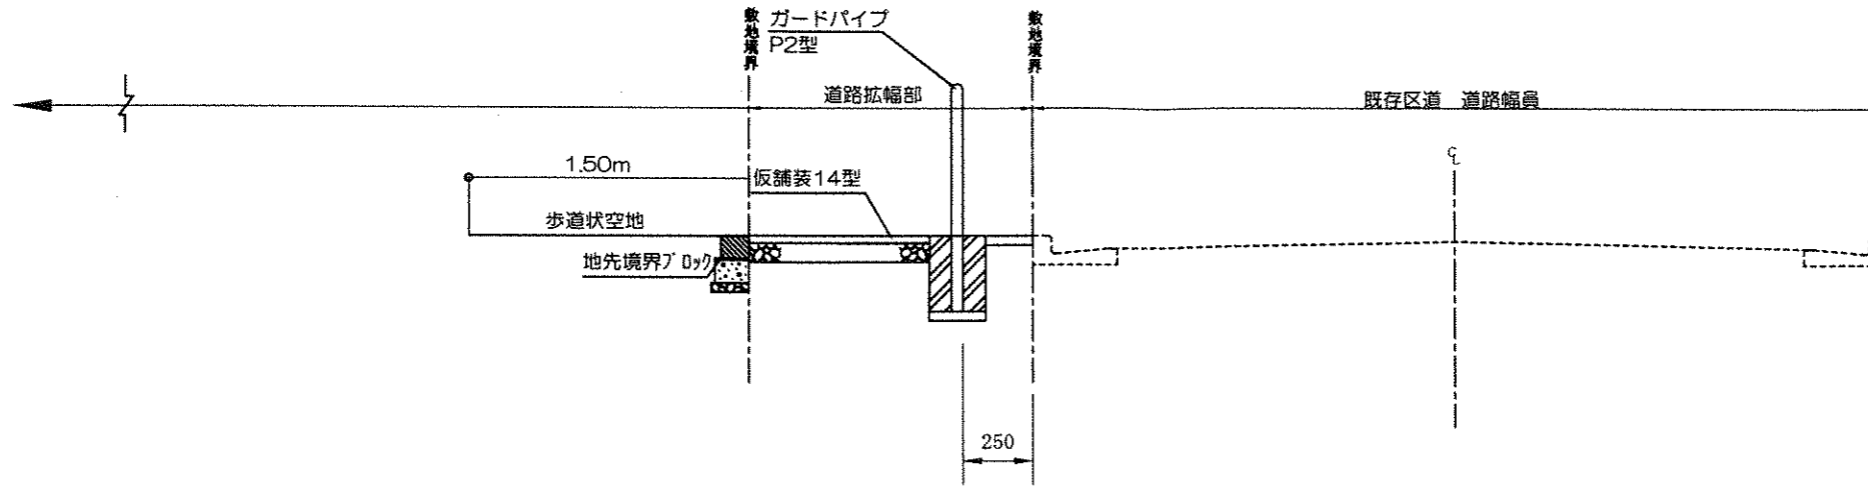 敷地境界
ガードパイプ
P2型
敷地境界
道路拡幅部
既存区道 道路幅員
1.50m
仮舗装14型
歩道状空地
地先境界ブロック
CL
250